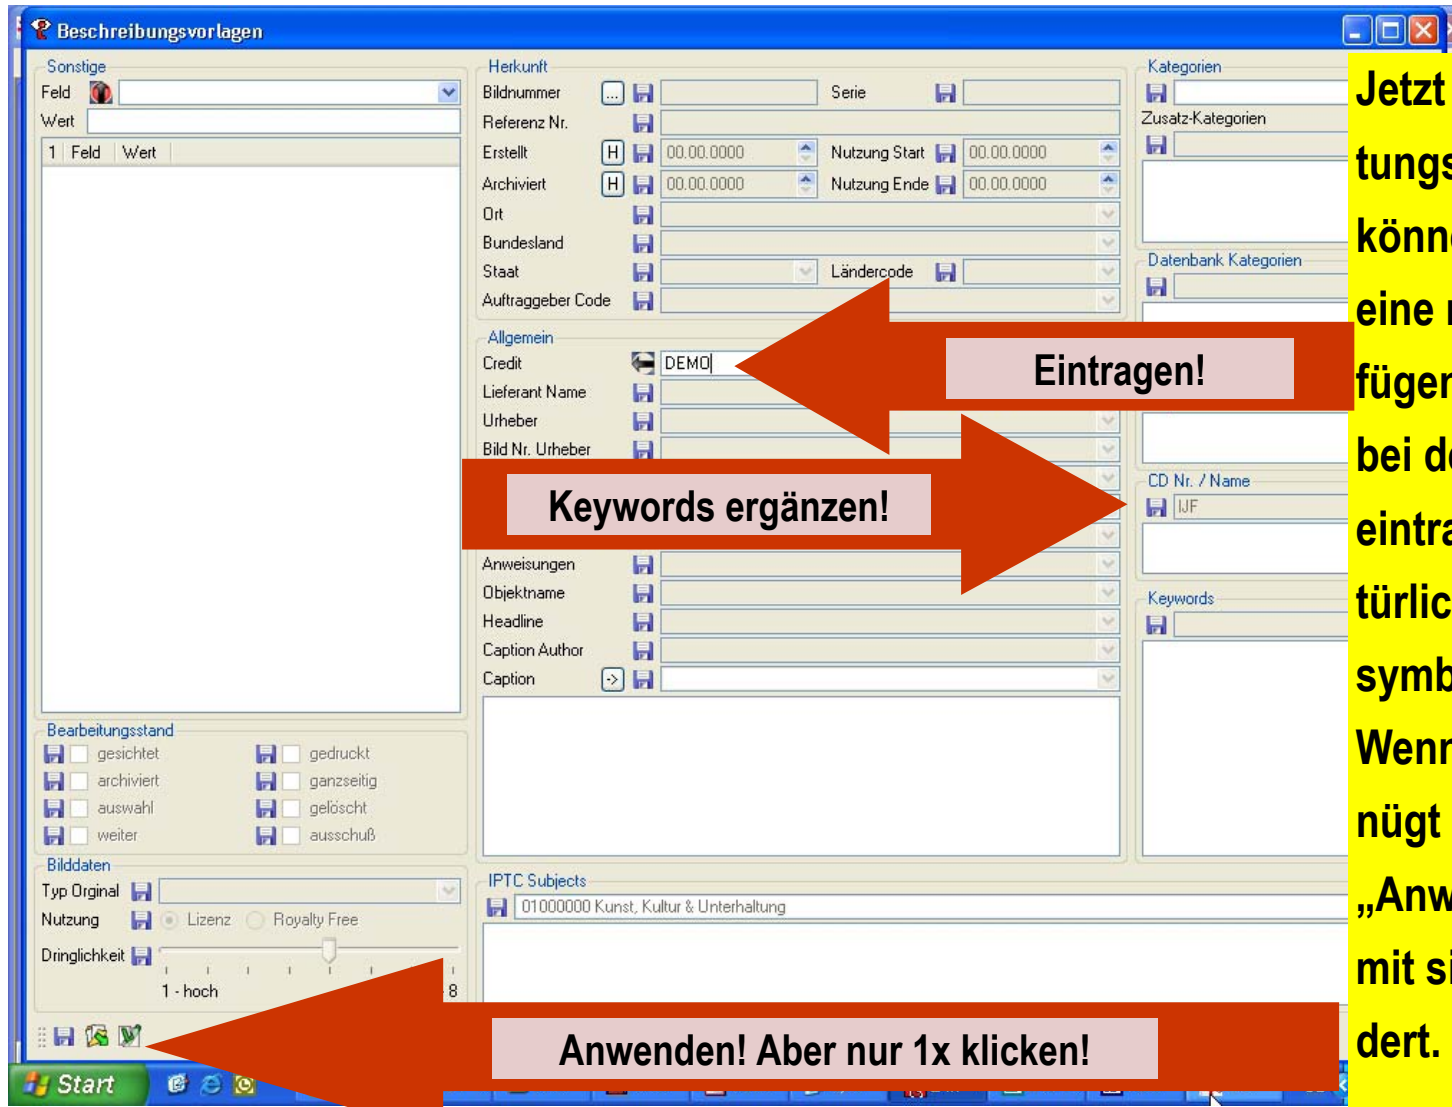 Beschreibungsvorlagen
Sonstige
Feld
Wert
1 Feld Wert
Bearbeitungsstand
gesichtet gedruckt
archiviert ganzseitig
auswahl gelöscht
weiter ausschuß
Bilddaten
Typ Orginal
Nutzung Lizenz Royalty Free
Dringlichkeit
1 - hoch 8
Herkunft
Bildnummer ... Serie
Referenz Nr.
Erstellt H 00.00.0000 Nutzung Start 00.00.0000
Archiviert H 00.00.0000 Nutzung Ende 00.00.0000
Ort
Bundesland
Staat Ländercode
Auftraggeber Code
Allgemein
Credit DEMO
Eintragen!
Lieferant Name
Urheber
Bild Nr. Urheber
Keywords ergänzen!
Anweisungen
Objektname
Headline
Caption Author
Caption ->
IPTC Subjects
01000000 Kunst, Kultur & Unterhaltung
Kategorien
Zusatz-Kategorien
Datenbank Kategorien
CD Nr. / Name
IJF
Keywords
Anwenden! Aber nur 1x klicken!
Start
Jetzt
tungs
könn
eine
füger
bei d
eintra
türlic
symb
Wenn
nügt
„Anw
mit si
dert.